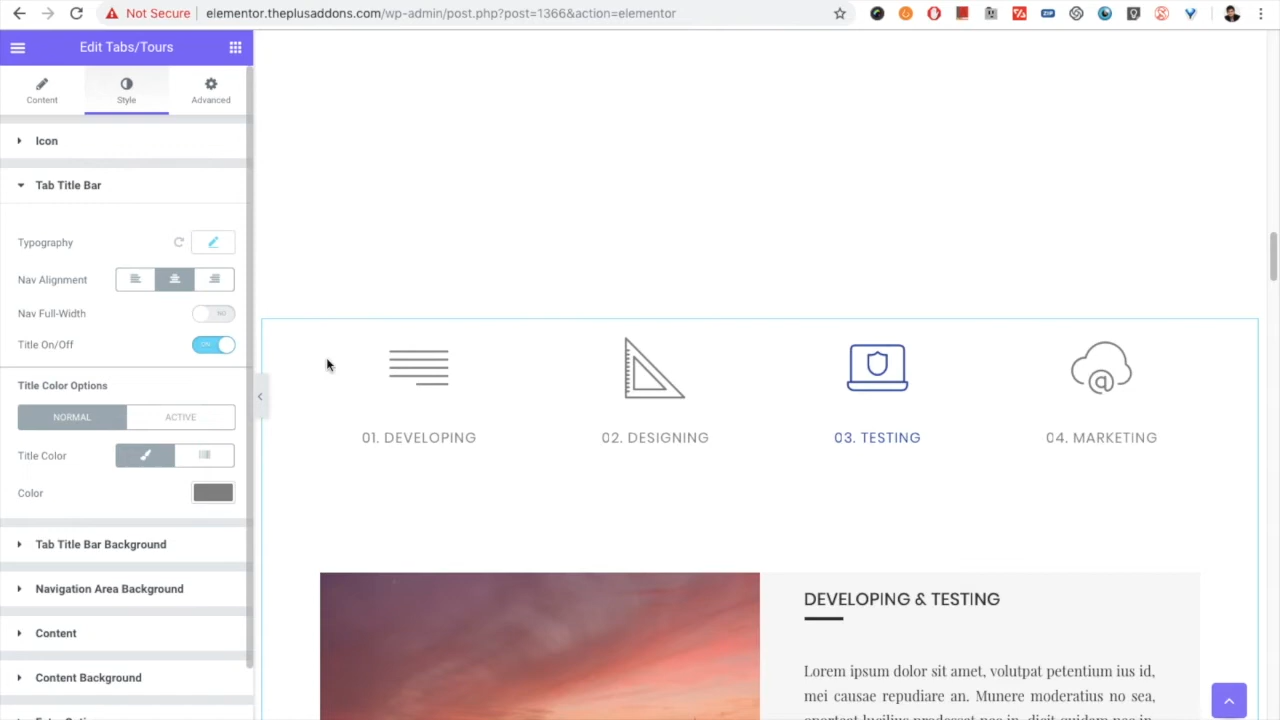 Not Secure elementor.theplusaddons.com/wp-admin/post.php?post=1366&action=elementor
Edit Tabs/Tours
Content Style Advanced
Icon
Tab Title Bar
Typography
Nav Alignment
Nav Full-Width NO
Title On/Off ON
Title Color Options
NORMAL ACTIVE
Title Color
Color
Tab Title Bar Background
Navigation Area Background
Content
Content Background
01. DEVELOPING 02. DESIGNING 03. TESTING 04. MARKETING
DEVELOPING & TESTING
Lorem ipsum dolor sit amet, volutpat petentium ius id,
mei causae repudiare an. Munere moderatius no sea,